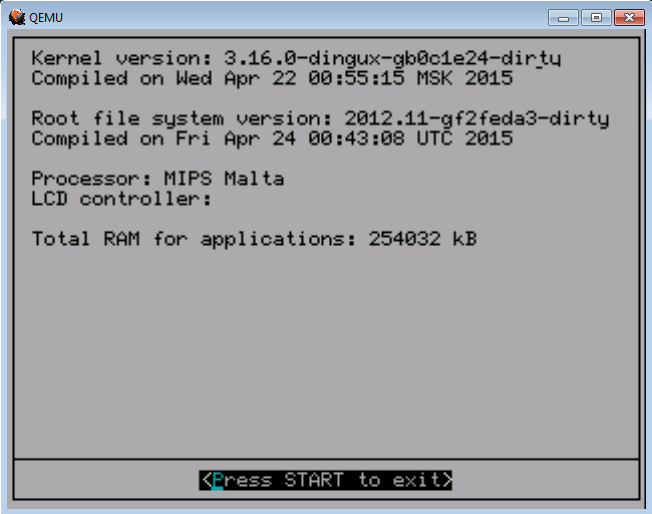 QEMU
Kernel version: 3.16.0-dingux-gb0c1e24-dirty
Compiled on Wed Apr 22 00:55:15 MSK 2015
Root file system version: 2012.11-gf2feda3-dirty
Compiled on Fri Apr 24 00:43:08 UTC 2015
Processor: MIPS Malta
LCD controller:
Total RAM for applications: 254032 kB
<Press START to exit>